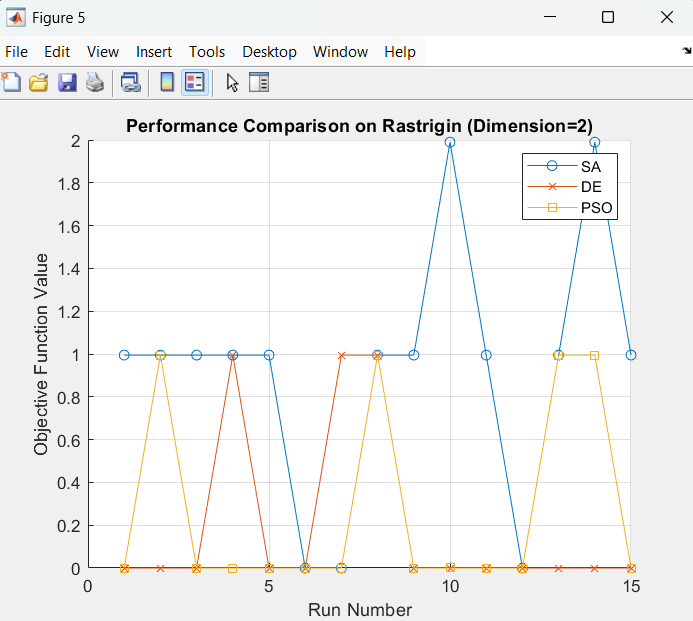 Figure 5
File Edit View Insert Tools Desktop Window Help
Performance Comparison on Rastrigin (Dimension=2)
2
1.8
1.6
1.4
1.2
1
0.8
0.6
0.4
0.2
0
Objective Function Value
SA
DE
PSO
0 5 10 15
Run Number